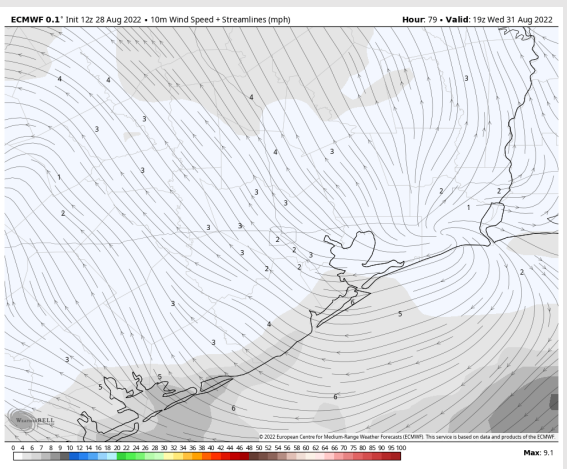 ECMWF 0.1° Init 12z 28 Aug 2022 • 10m Wind Speed + Streamlines (mph) Hour: 79 • Valid: 19z Wed 31 Aug 2022
4 4 3
4
3 3
4 3
3
1 2 2
3 3 1
2
3 3 2
2 3
3 2 2 2
3 6
4 5
3
3 5
5
6
6
WeatherBELL
© 2022 European Centre for Medium-Range Weather Forecasts (ECMWF). This service is based on data and products of the ECMWF.
0 4 6 7 8 9 10 12 14 16 18 20 22 24 26 28 30 32 34 36 38 40 42 44 46 48 50 52 54 56 58 60 62 64 66 68 70 75 80 85 90 95 100
Max: 9.1